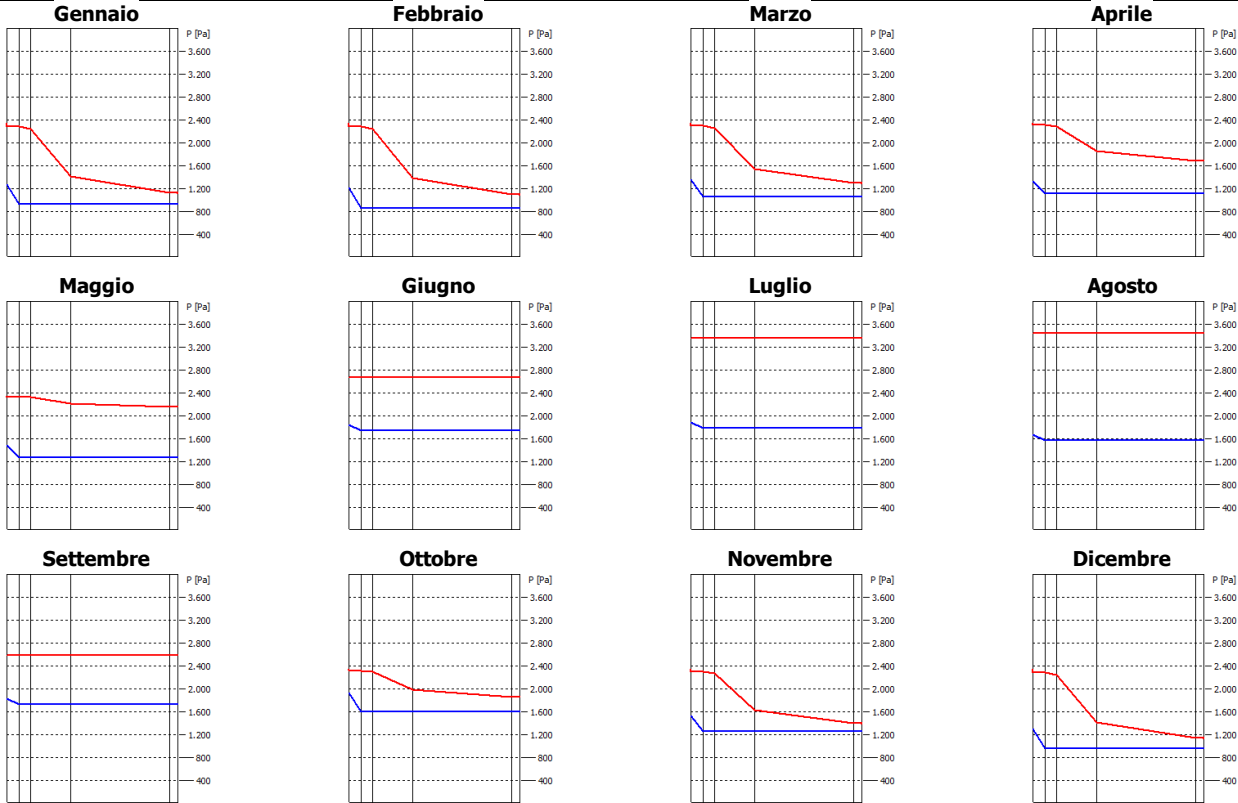 Gennaio Febbraio Marzo Aprile
P [Pa] P [Pa] P [Pa] P [Pa]
3.600 3.600 3.600 3.600
3.200 3.200 3.200 3.200
2.800 2.800 2.800 2.800
2.400 2.400 2.400 2.400
2.000 2.000 2.000 2.000
1.600 1.600 1.600 1.600
1.200 1.200 1.200 1.200
800 800 800 800
400 400 400 400
Maggio Giugno Luglio Agosto
P [Pa] P [Pa] P [Pa] P [Pa]
3.600 3.600 3.600 3.600
3.200 3.200 3.200 3.200
2.800 2.800 2.800 2.800
2.400 2.400 2.400 2.400
2.000 2.000 2.000 2.000
1.600 1.600 1.600 1.600
1.200 1.200 1.200 1.200
800 800 800 800
400 400 400 400
Settembre Ottobre Novembre Dicembre
P [Pa] P [Pa] P [Pa] P [Pa]
3.600 3.600 3.600 3.600
3.200 3.200 3.200 3.200
2.800 2.800 2.800 2.800
2.400 2.400 2.400 2.400
2.000 2.000 2.000 2.000
1.600 1.600 1.600 1.600
1.200 1.200 1.200 1.200
800 800 800 800
400 400 400 400